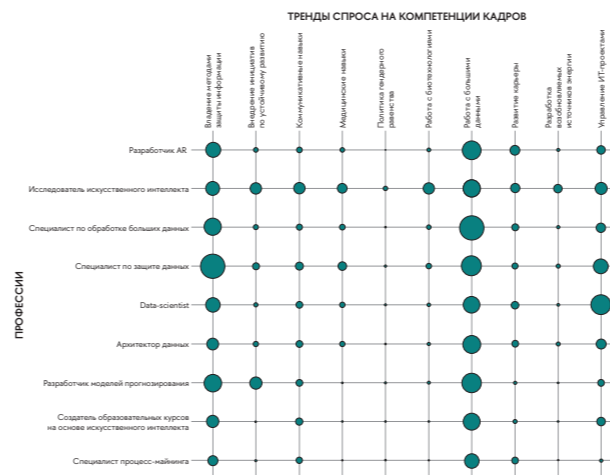 ТРЕНДЫ СПРОСА НА КОМПЕТЕНЦИИ КАДРОВ
Владение методами
защиты информации
Внедрение инициатив
по устойчивому развитию
Коммуникативные навыки
Медицинские навыки
Политика гендерного
равенства
Работа с биотехнологиями
Работа с большими
данными
Развитие карьеры
Разработка
возобновляемых
источников энергии
Управление ИТ-проектами
ПРОФЕССИИ
Разработчик AR
Исследователь искусственного интеллекта
Специалист по обработке больших данных
Специалист по защите данных
Data-scientist
Архитектор данных
Разработчик моделей прогнозирования
Создатель образовательных курсов
на основе искусственного интеллекта
Специалист процесс-майнинга